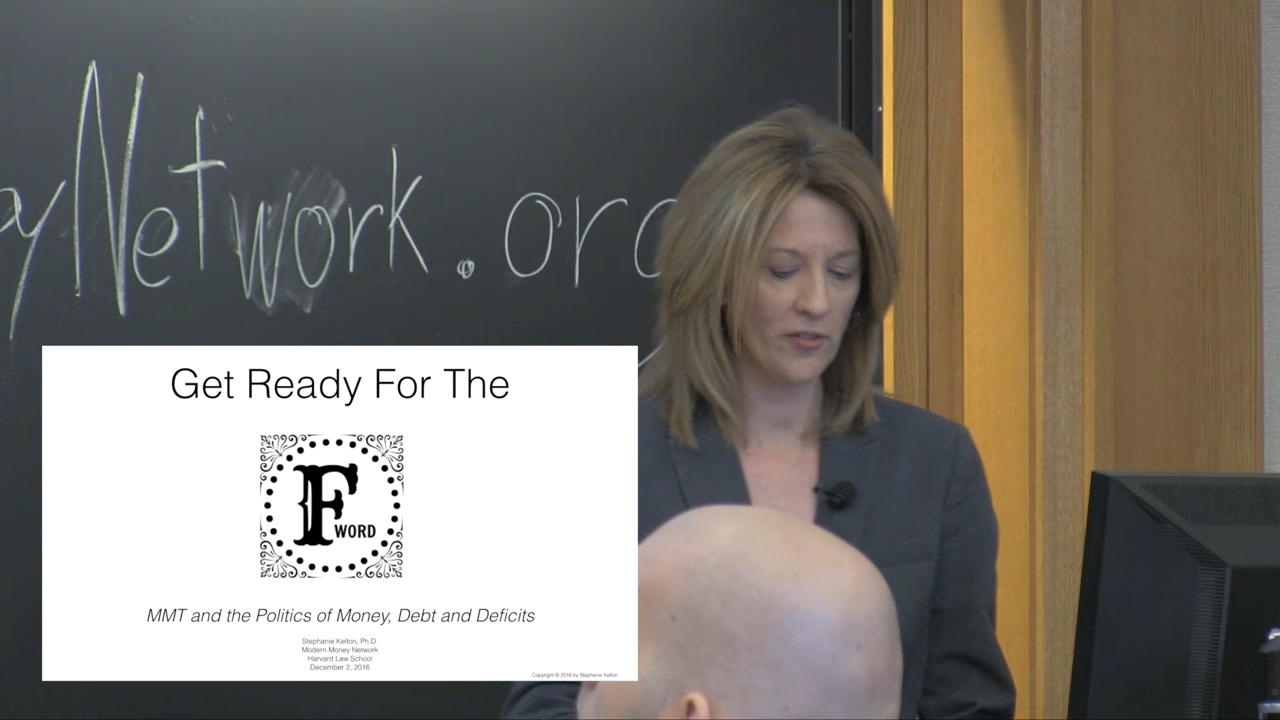 yNetwork.org
Get Ready For The
F
WORD
MMT and the Politics of Money, Debt and Deficits
Stephanie Kelton, Ph.D.
Modern Money Network
Harvard Law School
December 2, 2016
Copyright © 2016 by Stephanie Kelton